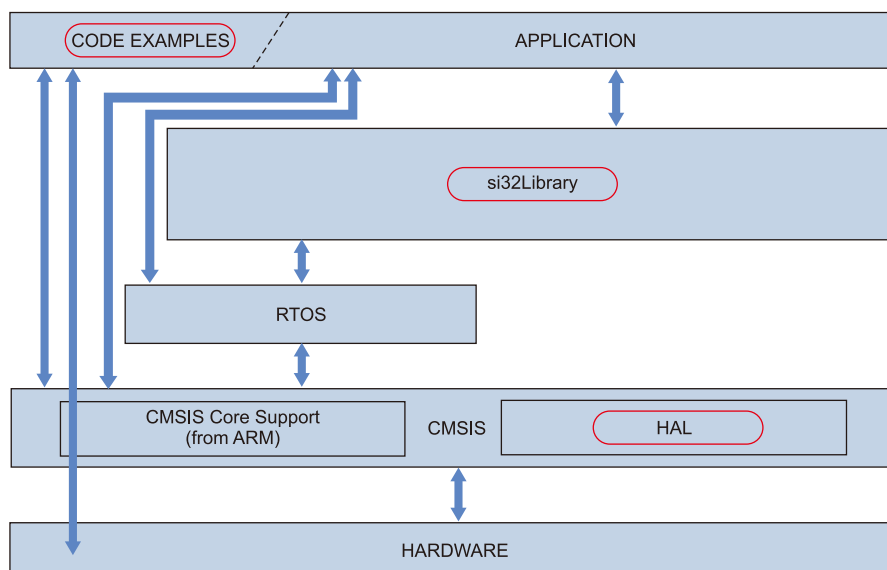 CODE EXAMPLES
APPLICATION
si32Library
RTOS
CMSIS Core Support
(from ARM)
CMSIS
HAL
HARDWARE